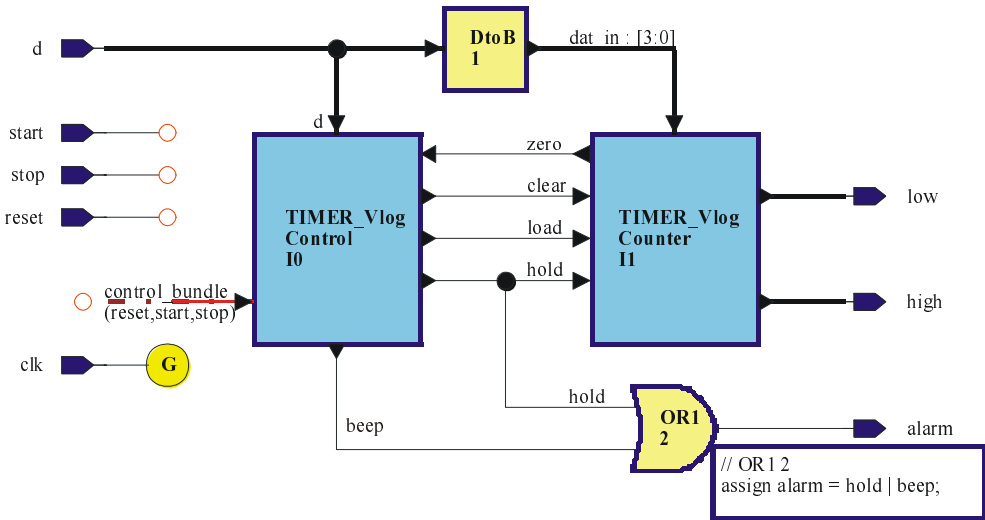 d
DtoB
1
dat_in : [3:0]
d
start
stop
reset
zero
clear
load
hold
TIMER_Vlog
Control
I0
TIMER_Vlog
Counter
I1
low
high
control_bundle
(reset,start,stop)
clk
G
beep
hold
OR1
2
alarm
// OR1 2
assign alarm = hold | beep;